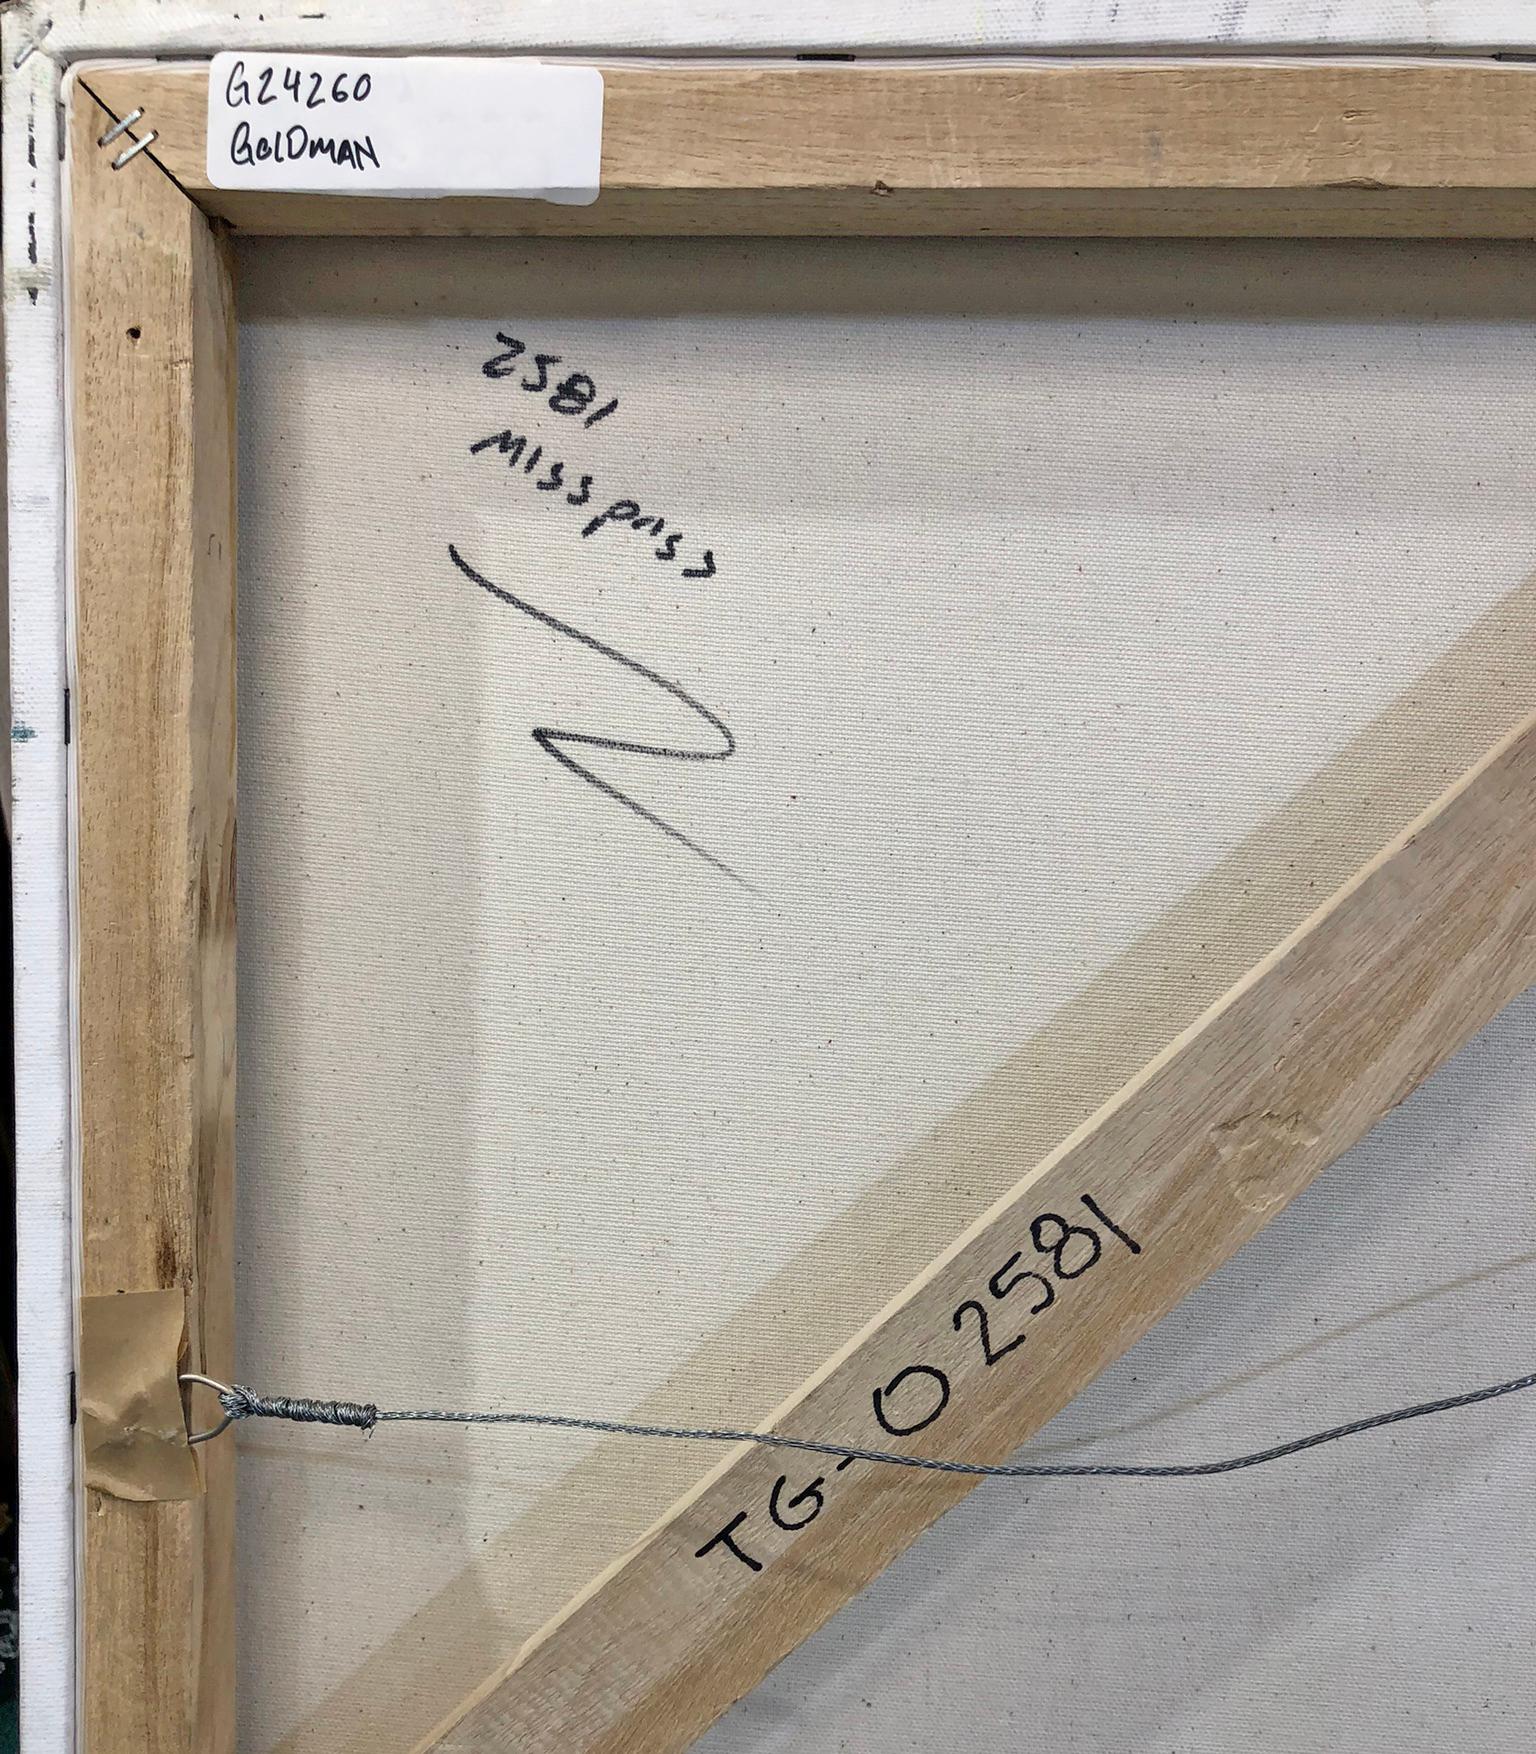 G24260
GOLDMAN
2581
Miss priss
TG-O 2581